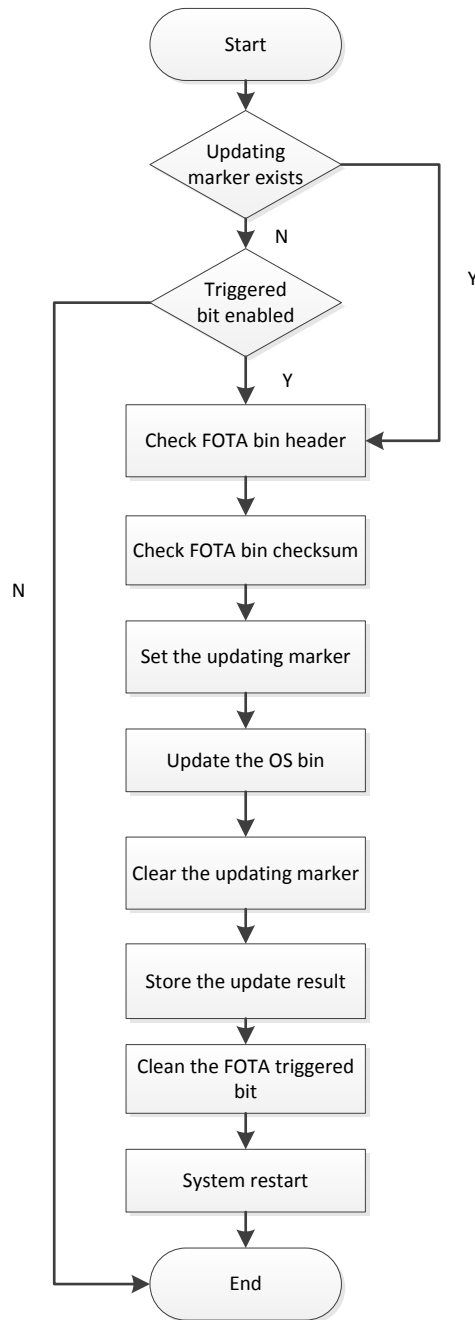 Start
Updating
marker exists
N
Y
Triggered
bit enabled
Y
Check FOTA bin header
Check FOTA bin checksum
N
Set the updating marker
Update the OS bin
Clear the updating marker
Store the update result
Clean the FOTA triggered
bit
System restart
End